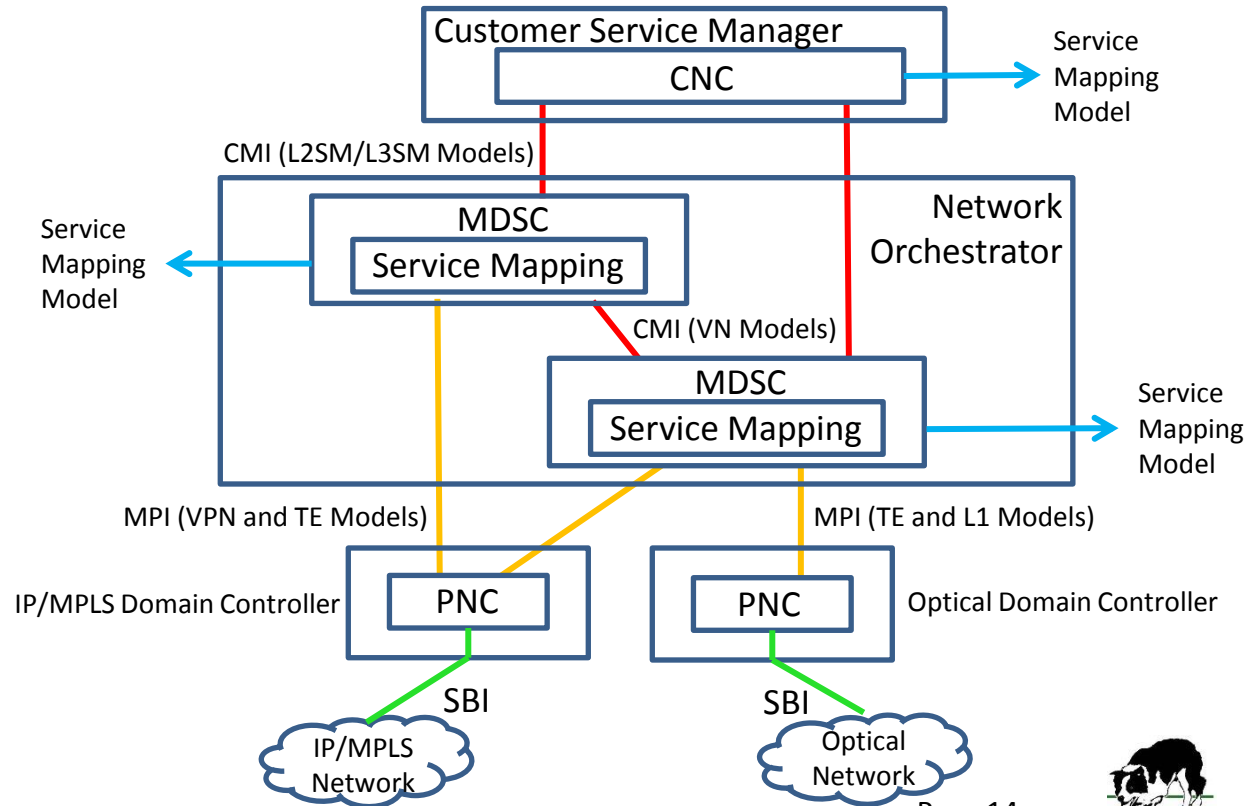 Customer Service Manager
CNC
Service
Mapping
Model
CMI (L2SM/L3SM Models)
Network
Orchestrator
MDSC
Service Mapping
Service
Mapping
Model
CMI (VN Models)
MDSC
Service Mapping
Service
Mapping
Model
MPI (VPN and TE Models)
MPI (TE and L1 Models)
IP/MPLS Domain Controller
PNC
PNC
Optical Domain Controller
SBI
SBI
IP/MPLS
Network
Optical
Network
14